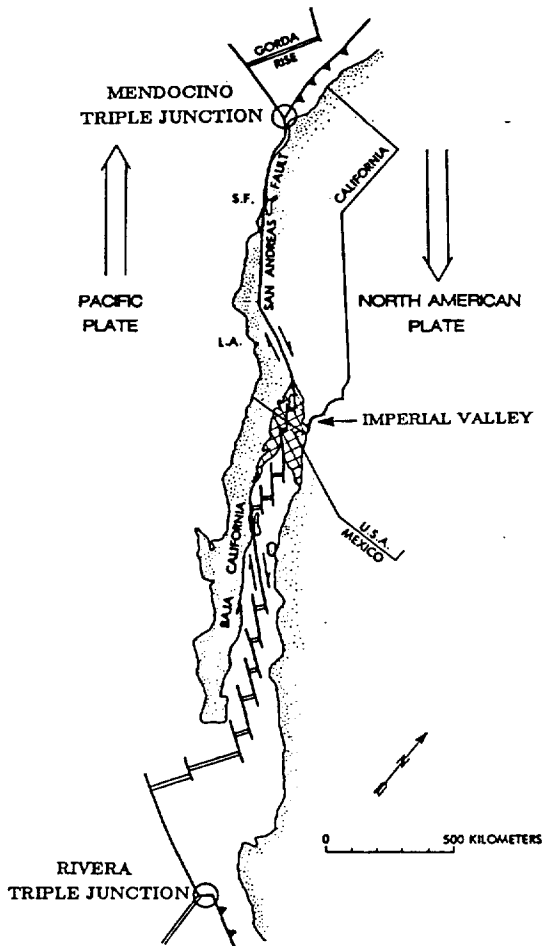 GORDA
RISE
MENDOCINO
TRIPLE JUNCTION
CALIFORNIA
S.F.
SAN ANDREAS FAULT
PACIFIC
PLATE
NORTH AMERICAN
PLATE
L.A.
IMPERIAL VALLEY
U.S.A.
MEXICO
BAJA CALIFORNIA
N
0 500 KILOMETERS
RIVERA
TRIPLE JUNCTION